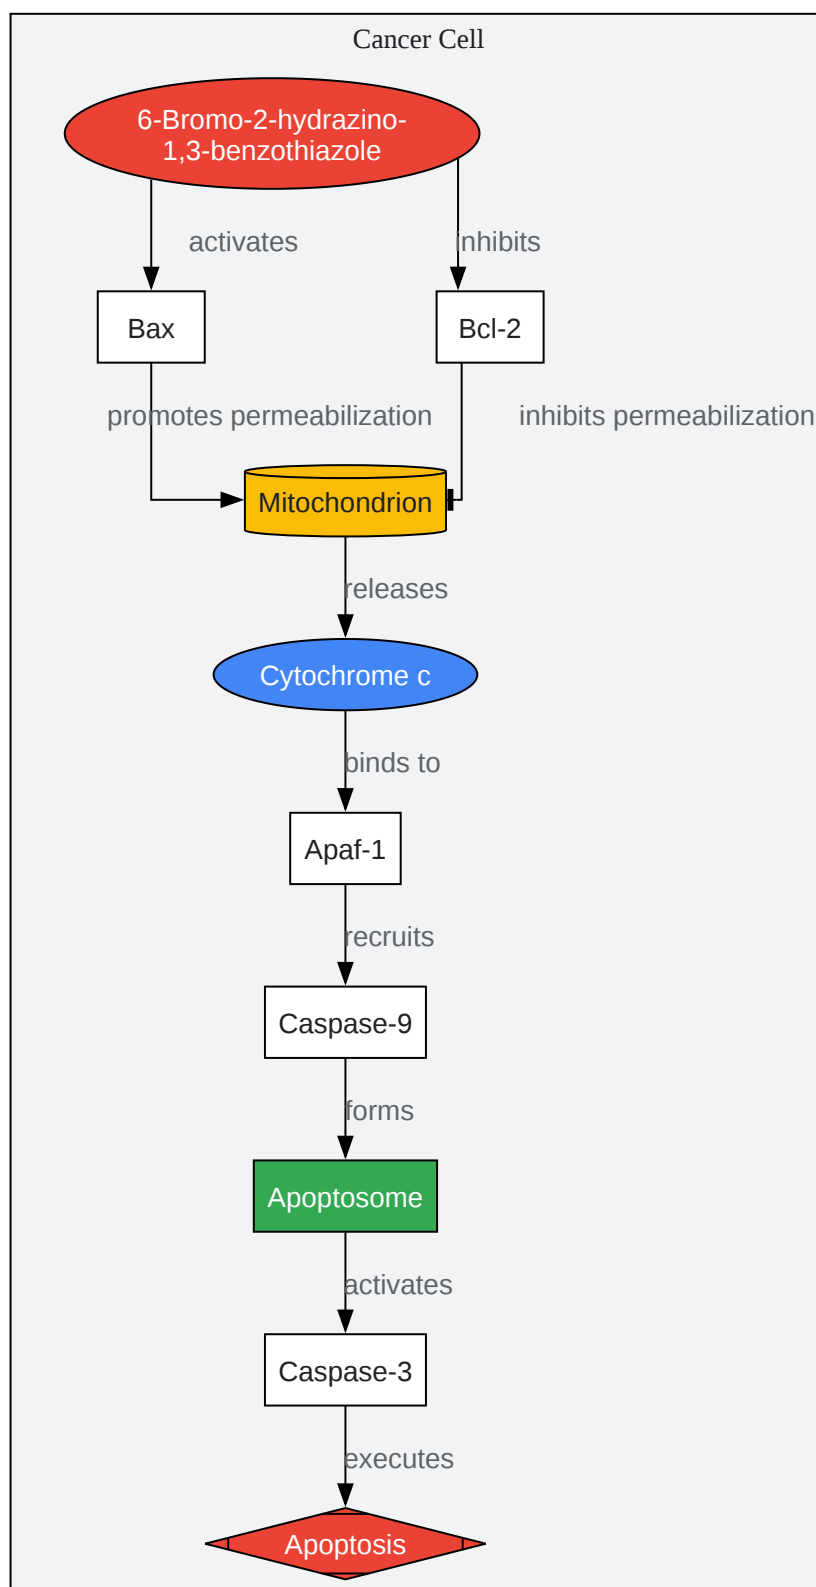 Cancer Cell
6-Bromo-2-hydrazino-
1,3-benzothiazole
activates
inhibits
Bax
Bcl-2
promotes permeabilization
inhibits permeabilization
Mitochondrion
releases
Cytochrome c
binds to
Apaf-1
recruits
Caspase-9
forms
Apoptosome
activates
Caspase-3
executes
Apoptosis